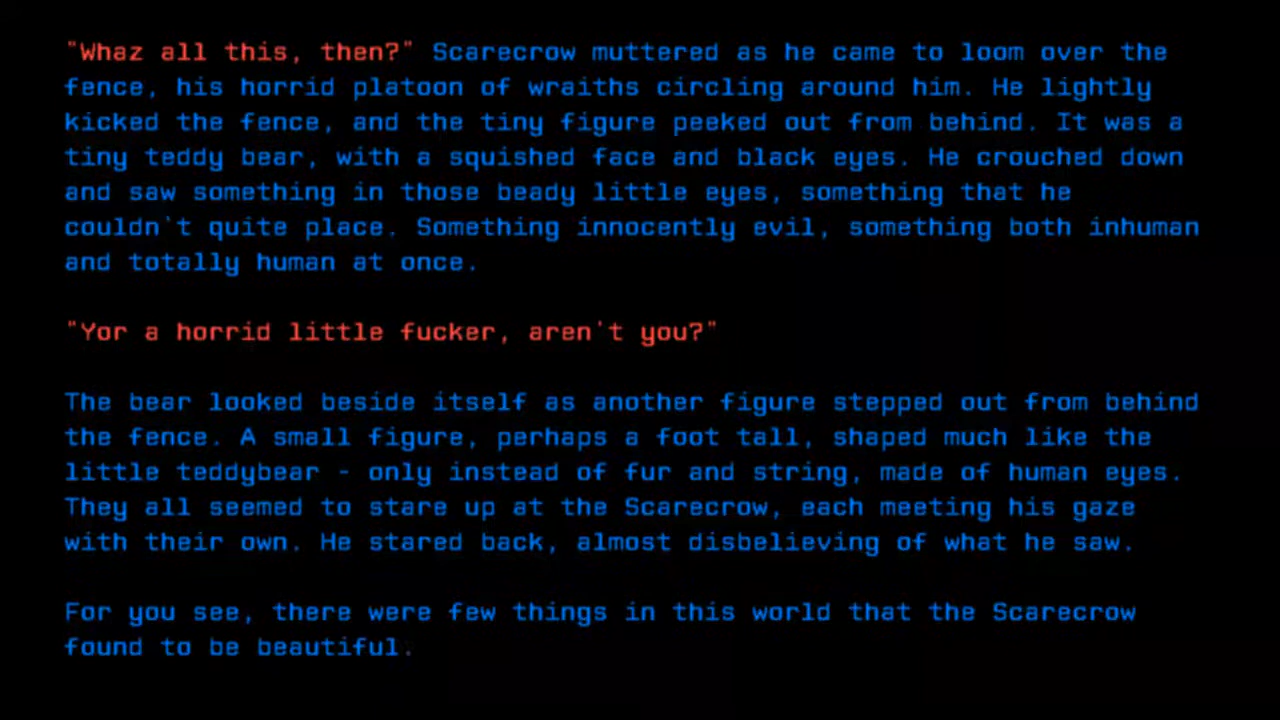 "Whaz all this, then?" Scarecrow muttered as he came to loom over the
fence, his horrid platoon of wraiths circling around him. He lightly
kicked the fence, and the tiny figure peeked out from behind. It was a
tiny teddy bear, with a squished face and black eyes. He crouched down
and saw something in those beady little eyes, something that he
couldn't quite place. Something innocently evil, something both inhuman
and totally human at once.
"Yor a horrid little fucker, aren't you?"
The bear looked beside itself as another figure stepped out from behind
the fence. A small figure, perhaps a foot tall, shaped much like the
little teddybear - only instead of fur and string, made of human eyes.
They all seemed to stare up at the Scarecrow, each meeting his gaze
with their own. He stared back, almost disbelieving of what he saw.
For you see, there were few things in this world that the Scarecrow
found to be beautiful.